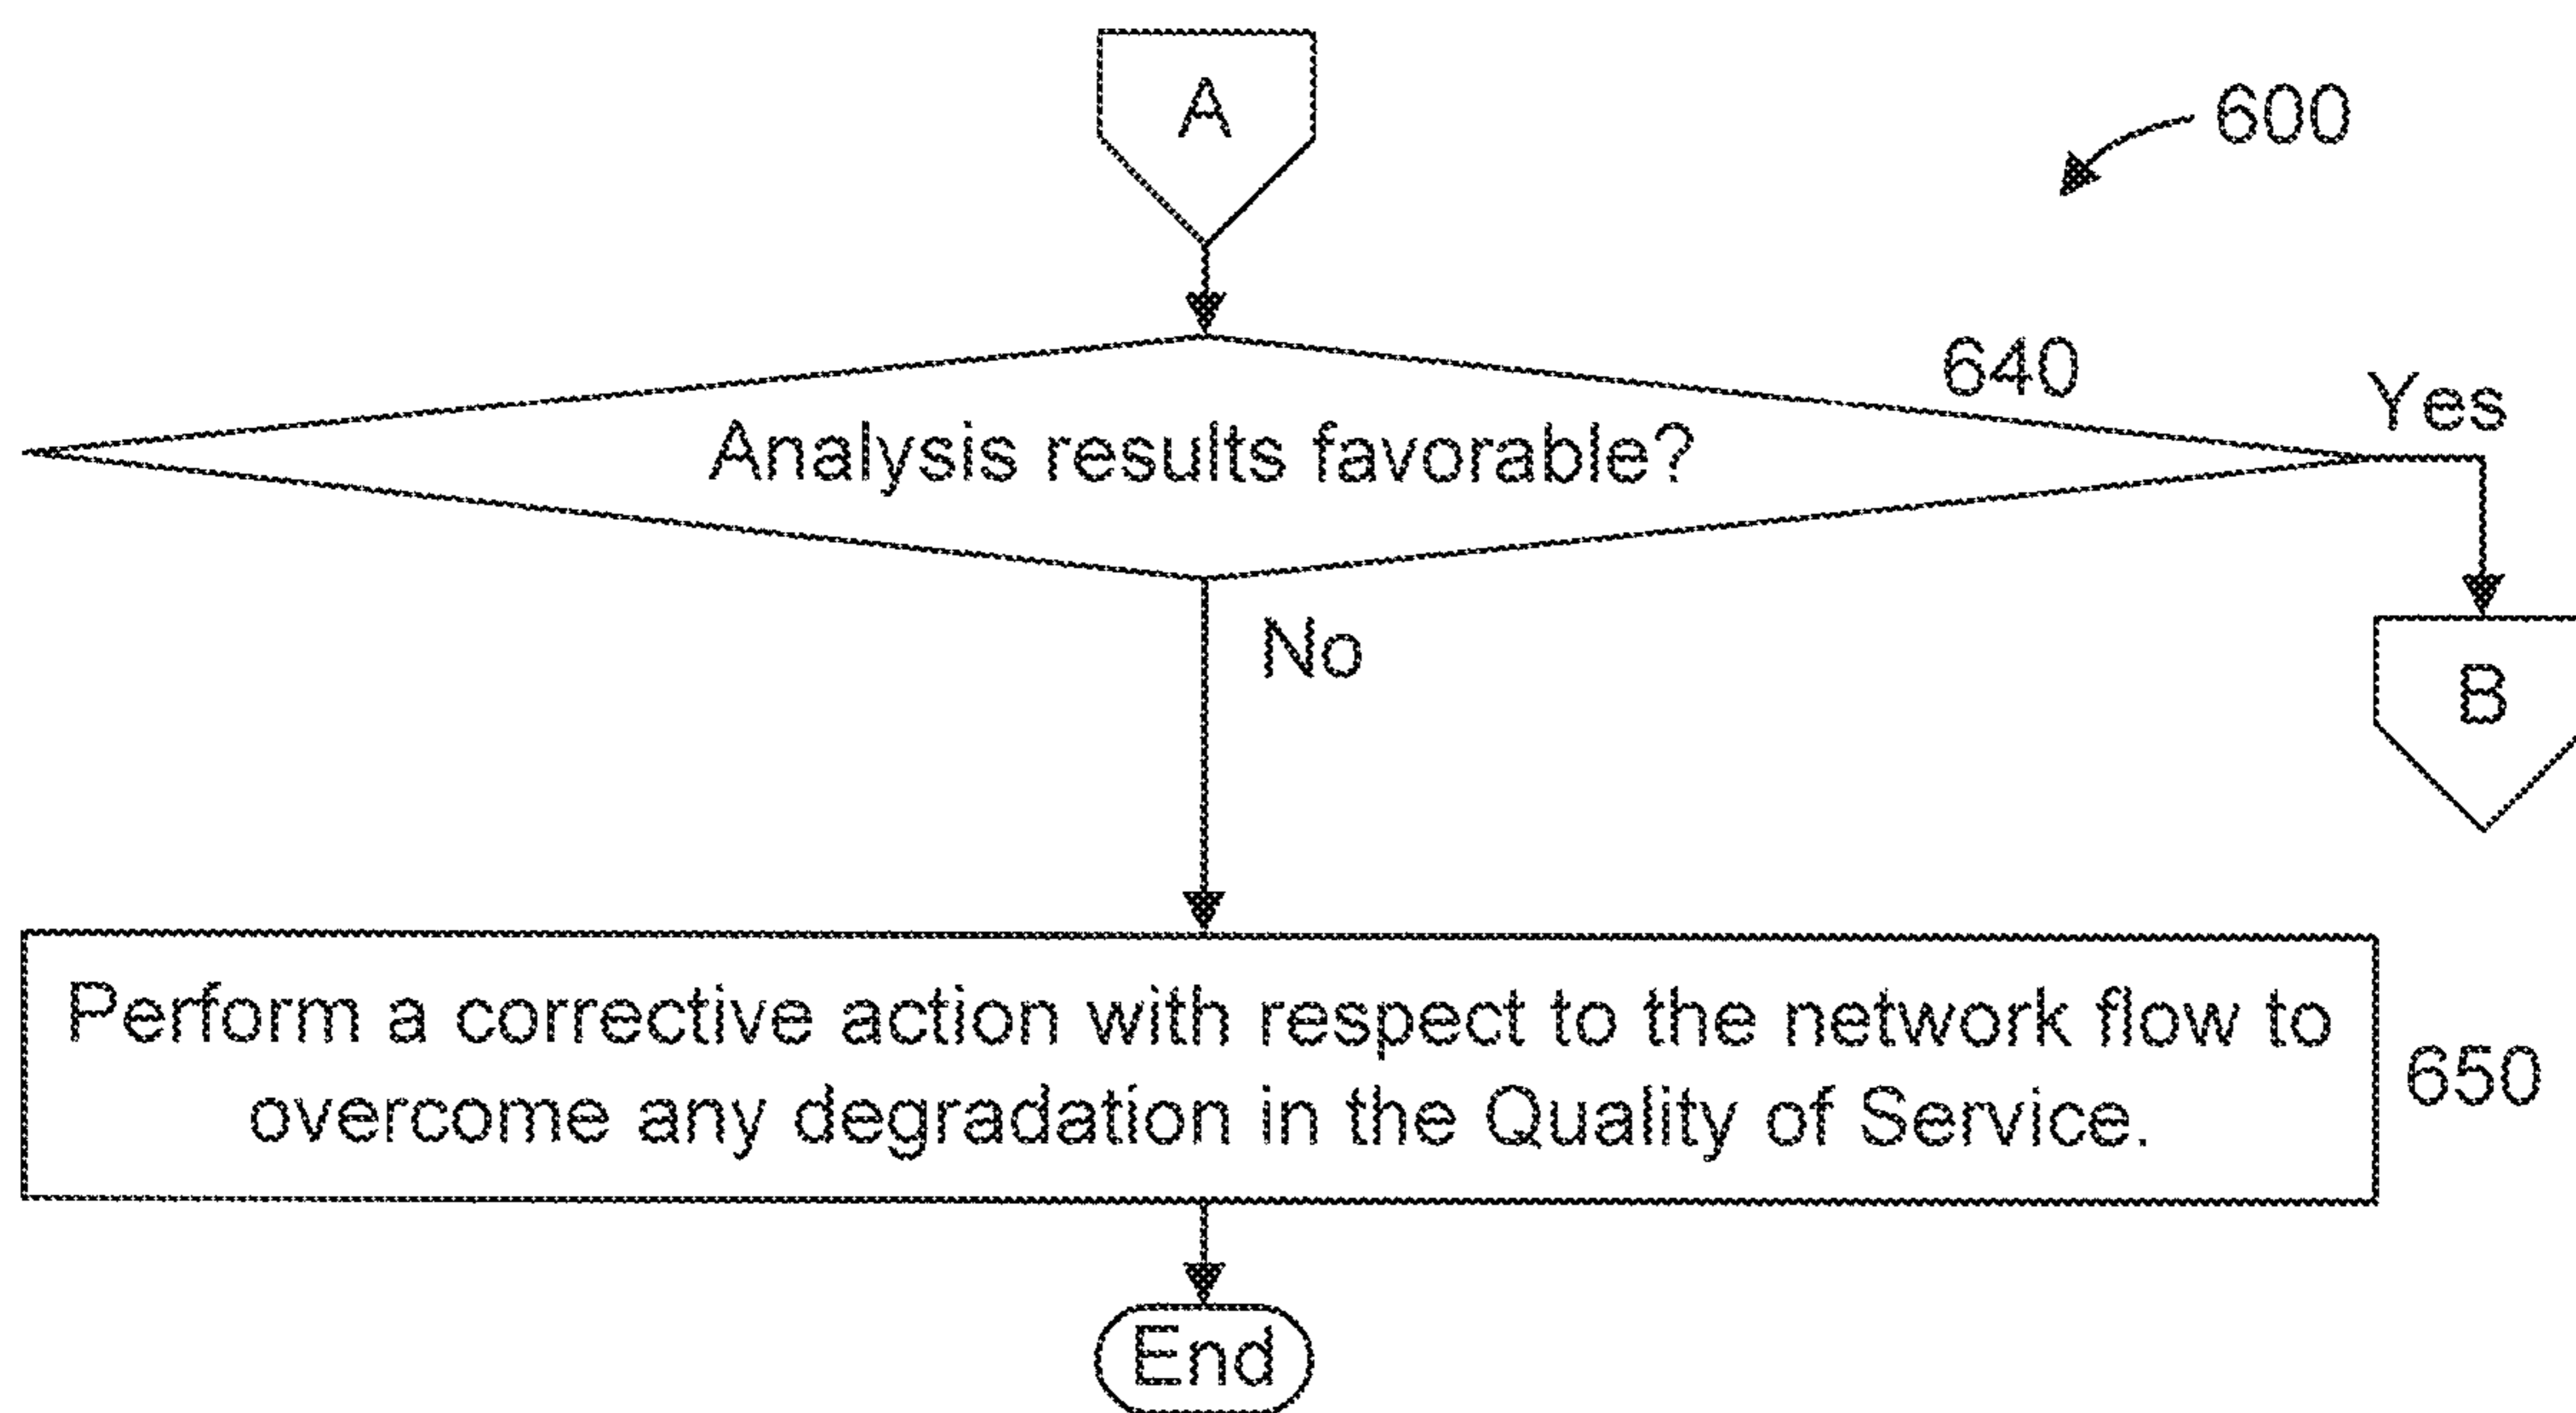 A
600
640
Yes
Analysis results favorable?
No
B
Perform a corrective action with respect to the network flow to
overcome any degradation in the Quality of Service.
650
End